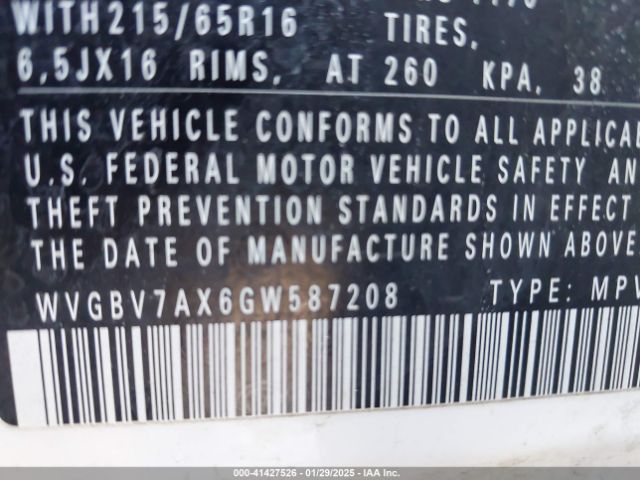 WITH215/65R16 TIRES,
6,5JX16 RIMS, AT 260 KPA, 38
THIS VEHICLE CONFORMS TO ALL APPLICAL
U.S. FEDERAL MOTOR VEHICLE SAFETY AN
THEFT PREVENTION STANDARDS IN EFFECT
THE DATE OF MANUFACTURE SHOWN ABOVE.
WVGBV7AX6GW587208 TYPE: MPV
000-41427526 - 01/29/2025 - IAA Inc.